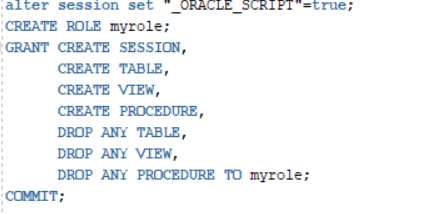 alter session set "_ORACLE_SCRIPT"=true;
CREATE ROLE myrole;
GRANT CREATE SESSION,
CREATE TABLE,
CREATE VIEW,
CREATE PROCEDURE,
DROP ANY TABLE,
DROP ANY VIEW,
DROP ANY PROCEDURE TO myrole;
COMMIT;